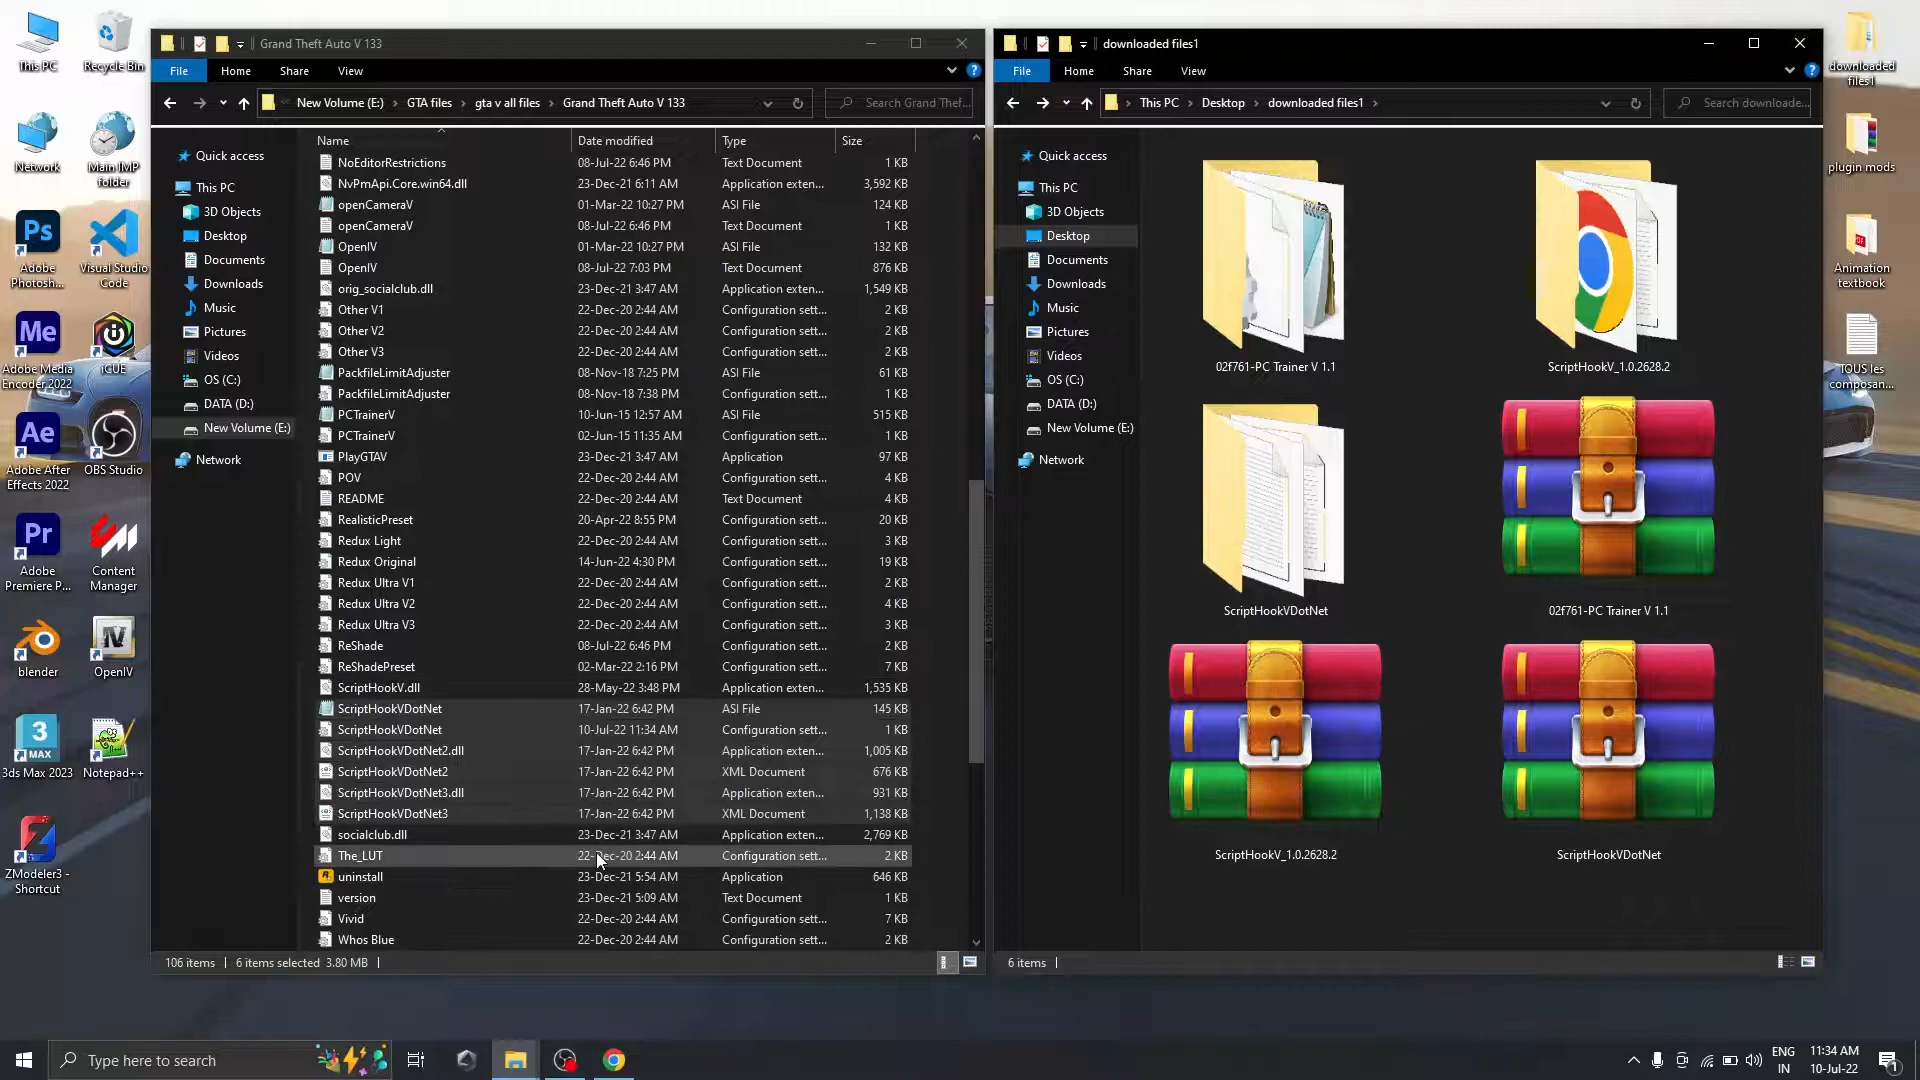 This PC
Recycle Bin
Network
Main IMP
folder
Adobe
Photosh...
Visual Studio
Code
Adobe Media
Encoder 2022
iCUE
Adobe After
Effects 2022
OBS Studio
Adobe
Premiere P...
Content
Manager
blender
OpenIV
3ds Max 2023
Notepad++
ZModeler3 -
Shortcut
Grand Theft Auto V 133
File Home Share View
New Volume (E:) GTA files gta v all files Grand Theft Auto V 133
Search Grand Thef...
Quick access
This PC
3D Objects
Desktop
Documents
Downloads
Music
Pictures
Videos
OS (C:)
DATA (D:)
New Volume (E:)
Network
Name Date modified Type Size
NoEditorRestrictions 08-Jul-22 6:46 PM Text Document 1 KB
NvPmApi.Core.win64.dll 23-Dec-21 6:11 AM Application exten... 3,592 KB
openCameraV 01-Mar-22 10:27 PM ASI File 124 KB
openCameraV 08-Jul-22 6:46 PM Text Document 1 KB
OpenIV 01-Mar-22 10:27 PM ASI File 132 KB
OpenIV 08-Jul-22 7:03 PM Text Document 876 KB
orig_socialclub.dll 23-Dec-21 3:47 AM Application exten... 1,549 KB
Other V1 22-Dec-20 2:44 AM Configuration sett... 2 KB
Other V2 22-Dec-20 2:44 AM Configuration sett... 2 KB
Other V3 22-Dec-20 2:44 AM Configuration sett... 2 KB
PackfileLimitAdjuster 08-Nov-18 7:25 PM ASI File 61 KB
PackfileLimitAdjuster 08-Nov-18 7:38 PM Configuration sett... 1 KB
PCTrainerV 10-Jun-15 12:57 AM ASI File 515 KB
PCTrainerV 02-Jun-15 11:35 AM Configuration sett... 1 KB
PlayGTAV 23-Dec-21 3:47 AM Application 97 KB
POV 22-Dec-20 2:44 AM Configuration sett... 4 KB
README 22-Dec-20 2:44 AM Text Document 4 KB
RealisticPreset 20-Apr-22 8:55 PM Configuration sett... 20 KB
Redux Light 22-Dec-20 2:44 AM Configuration sett... 3 KB
Redux Original 14-Jun-22 4:30 PM Configuration sett... 19 KB
Redux Ultra V1 22-Dec-20 2:44 AM Configuration sett... 2 KB
Redux Ultra V2 22-Dec-20 2:44 AM Configuration sett... 4 KB
Redux Ultra V3 22-Dec-20 2:44 AM Configuration sett... 3 KB
ReShade 08-Jul-22 6:46 PM Configuration sett... 2 KB
ReShadePreset 02-Mar-22 2:16 PM Configuration sett... 7 KB
ScriptHookV.dll 28-May-22 3:48 PM Application exten... 1,535 KB
ScriptHookVDotNet 17-Jan-22 6:42 PM ASI File 145 KB
ScriptHookVDotNet 10-Jul-22 11:34 AM Configuration sett... 1 KB
ScriptHookVDotNet2.dll 17-Jan-22 6:42 PM Application exten... 1,005 KB
ScriptHookVDotNet2 17-Jan-22 6:42 PM XML Document 676 KB
ScriptHookVDotNet3.dll 17-Jan-22 6:42 PM Application exten... 931 KB
ScriptHookVDotNet3 17-Jan-22 6:42 PM XML Document 1,138 KB
socialclub.dll 23-Dec-21 3:47 AM Application exten... 2,769 KB
The_LUT 22-Dec-20 2:44 AM Configuration sett... 2 KB
uninstall 23-Dec-21 5:54 AM Application 646 KB
version 23-Dec-21 5:09 AM Text Document 1 KB
Vivid 22-Dec-20 2:44 AM Configuration sett... 7 KB
Whos Blue 22-Dec-20 2:44 AM Configuration sett... 2 KB
106 items 6 items selected 3.80 MB
downloaded files1
File Home Share View
This PC Desktop downloaded files1
Search downloade...
Quick access
This PC
3D Objects
Desktop
Documents
Downloads
Music
Pictures
Videos
OS (C:)
DATA (D:)
New Volume (E:)
Network
02f761-PC Trainer V 1.1
ScriptHookV_1.0.2628.2
ScriptHookVDotNet
02f761-PC Trainer V 1.1
ScriptHookV_1.0.2628.2
ScriptHookVDotNet
6 items
downloaded
files1
plugin mods
Animation
textbook
TOUS les
composan...
Type here to search
ENG
IN
11:34 AM
10-Jul-22